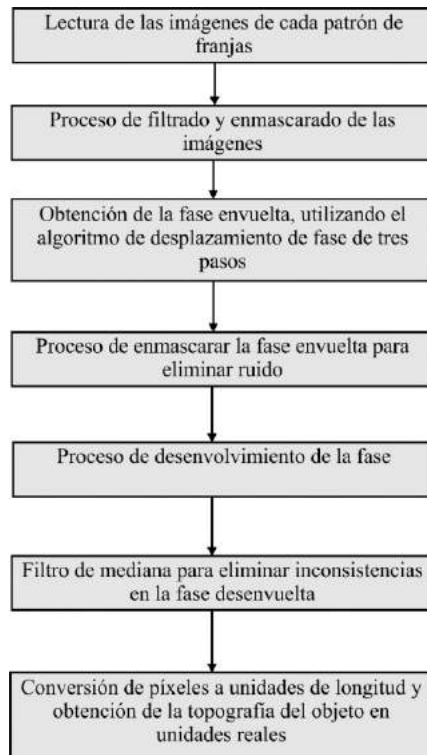 Lectura de las imágenes de cada patrón de
franjas
Proceso de filtrado y enmascarado de las
imágenes
Obtención de la fase envuelta, utilizando el
algoritmo de desplazamiento de fase de tres
pasos
Proceso de enmascarar la fase envuelta para
eliminar ruido
Proceso de desenvolvimiento de la fase
Filtro de mediana para eliminar inconsistencias
en la fase desenvuelta
Conversión de píxeles a unidades de longitud y
obtención de la topografía del objeto en
unidades reales